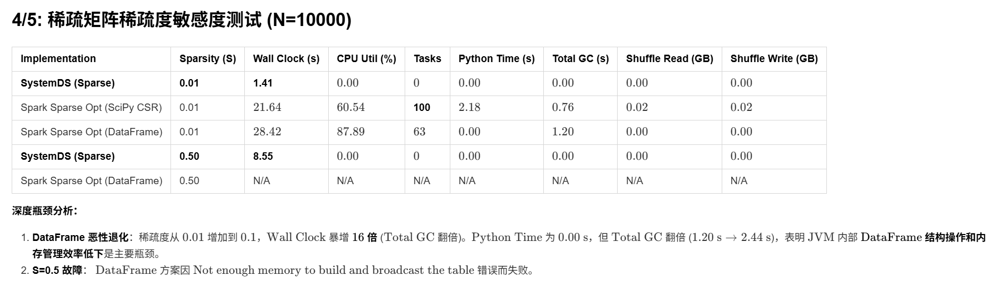 4/5: 稀疏矩阵稀疏度敏感度测试 (N=10000)
Implementation Sparsity (S) Wall Clock (s) CPU Util (%) Tasks Python Time (s) Total GC (s) Shuffle Read (GB) Shuffle Write (GB)
SystemDS (Sparse) 0.01 1.41 0.00 0 0.00 0.00 0.00 0.00
Spark Sparse Opt (SciPy CSR) 0.01 21.64 60.54 100 2.18 0.76 0.02 0.02
Spark Sparse Opt (DataFrame) 0.01 28.42 87.89 63 0.00 1.20 0.00 0.00
SystemDS (Sparse) 0.50 8.55 0.00 0 0.00 0.00 0.00 0.00
Spark Sparse Opt (DataFrame) 0.50 N/A N/A N/A N/A N/A N/A N/A
深度瓶颈分析：
1. DataFrame 恶性退化：稀疏度从 0.01 增加到 0.1，Wall Clock 暴增 16 倍 (Total GC 翻倍)。Python Time 为 0.00 s，但 Total GC 翻倍 (1.20 s → 2.44 s)，表明 JVM 内部 DataFrame 结构操作和内
存管理效率低下是主要瓶颈。
2. S=0.5 故障： DataFrame 方案因 Not enough memory to build and broadcast the table 错误而失败。